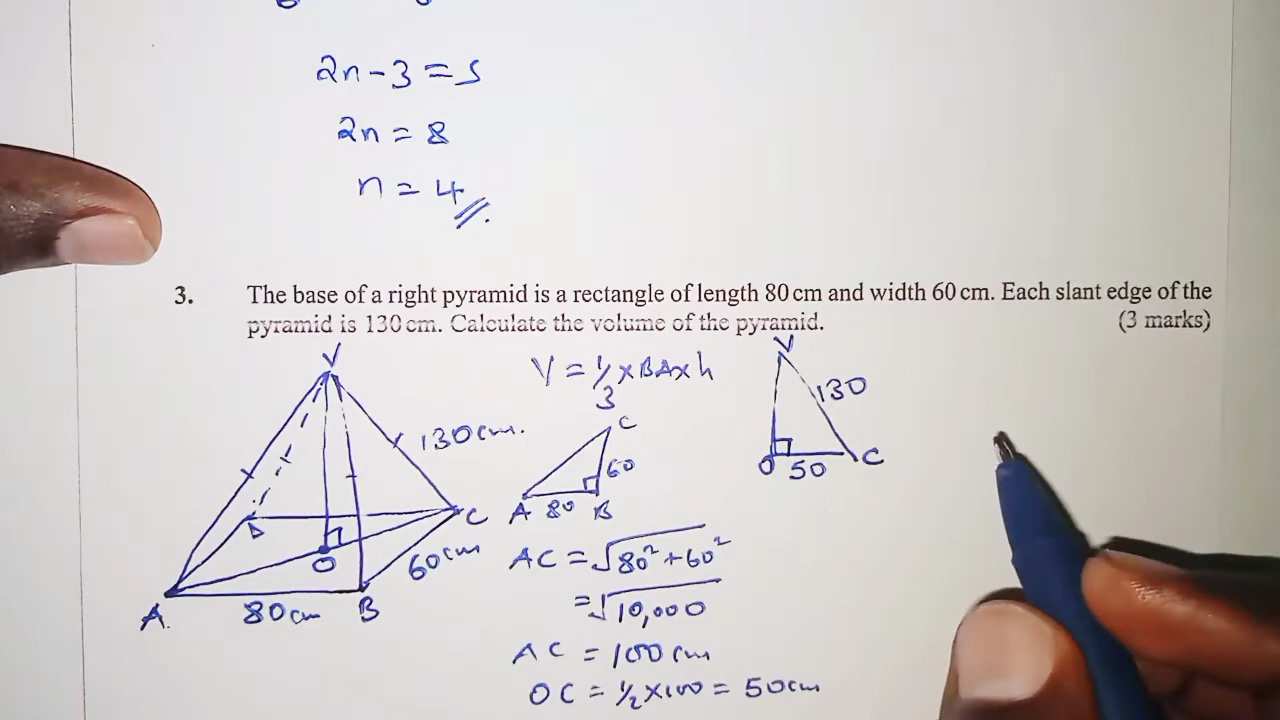 2n - 3 = 5
2n = 8
n = 4
3. The base of a right pyramid is a rectangle of length 80 cm and width 60 cm. Each slant edge of the
pyramid is 130 cm. Calculate the volume of the pyramid. (3 marks)
V
130cm.
C
D
O
60cm
A.
80cm
B
V = 1/3 × BA × h
C
60
A 80 B
AC = √80² + 60²
= √10,000
AC = 100 cm
OC = 1/2 × 100 = 50cm
V
130
O 50 C